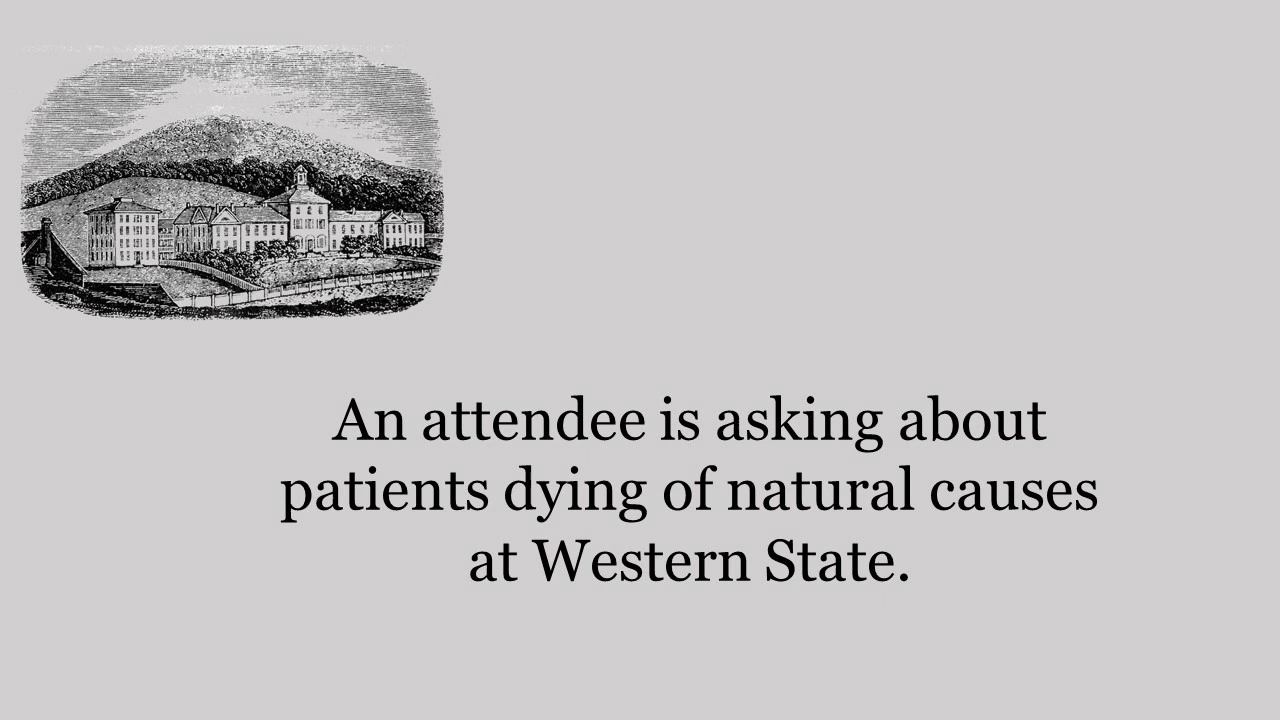 An attendee is asking about
patients dying of natural causes
at Western State.